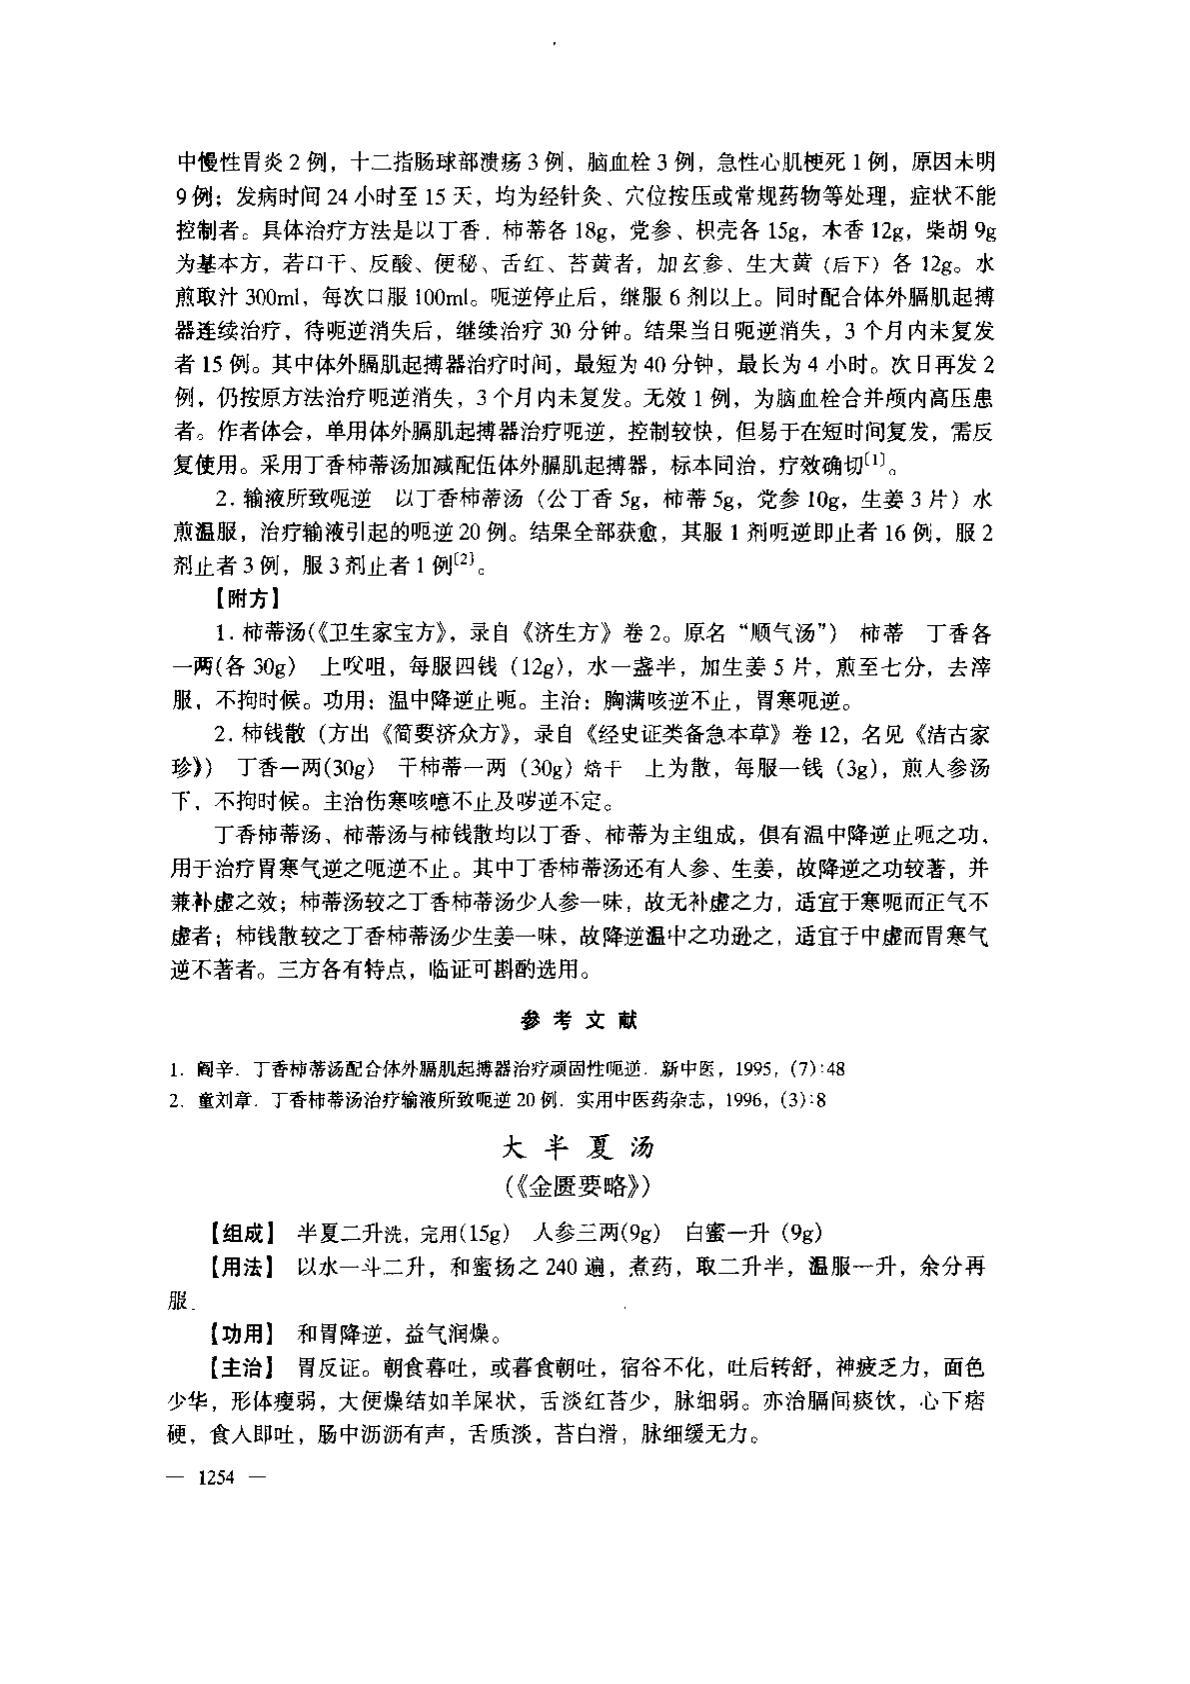 中慢性胃炎 2 例，十二指肠球部溃疡 3 例，脑血栓 3 例，急性心肌梗死 1 例，原因未明
9 例；发病时间 24 小时至 15 天，均为经针灸、穴位按压或常规药物等处理，症状不能
控制者。具体治疗方法是以丁香、柿蒂各 18g，党参、枳壳各 15g，木香 12g，柴胡 9g
为基本方，若口干、反酸、便秘、舌红、苔黄者，加玄参、生大黄（后下）各 12g。水
煎取汁 300ml，每次口服 100ml。呃逆停止后，继服 6 剂以上。同时配合体外膈肌起搏
器连续治疗，待呃逆消失后，继续治疗 30 分钟。结果当日呃逆消失，3 个月内未复发
者 15 例。其中体外膈肌起搏器治疗时间，最短为 40 分钟，最长为 4 小时。次日再发 2
例，仍按原方法治疗呃逆消失，3 个月内未复发。无效 1 例，为脑血栓合并颅内高压患
者。作者体会，单用体外膈肌起搏器治疗呃逆，控制较快，但易于在短时间复发，需反
复使用。采用丁香柿蒂汤加减配伍体外膈肌起搏器，标本同治，疗效确切〔1〕。
2. 输液所致呃逆　以丁香柿蒂汤（公丁香 5g，柿蒂 5g，党参 10g，生姜 3 片）水
煎温服，治疗输液引起的呃逆 20 例。结果全部获愈，其服 1 剂呃逆即止者 16 例，服 2
剂止者 3 例，服 3 剂止者 1 例〔2〕。
【附方】
1. 柿蒂汤(《卫生家宝方》，录自《济生方》卷 2。原名“顺气汤”）　柿蒂　丁香各
一两(各 30g）　上㕮咀，每服四钱（12g），水一盏半，加生姜 5 片，煎至七分，去滓
服，不拘时候。功用：温中降逆止呃。主治：胸满咳逆不止，胃寒呃逆。
2. 柿钱散（方出《简要济众方》，录自《经史证类备急本草》卷 12，名见《洁古家
珍》）　丁香一两(30g）　干柿蒂一两（30g）焙干　上为散，每服一钱（3g），煎人参汤
下，不拘时候。主治伤寒咳噫不止及哕逆不定。
丁香柿蒂汤、柿蒂汤与柿钱散均以丁香、柿蒂为主组成，俱有温中降逆止呃之功，
用于治疗胃寒气逆之呃逆不止。其中丁香柿蒂汤还有人参、生姜，故降逆之功较著，并
兼补虚之效；柿蒂汤较之丁香柿蒂汤少人参一味，故无补虚之力，适宜于寒呃而正气不
虚者；柿钱散较之丁香柿蒂汤少生姜一味，故降逆温中之功逊之，适宜于中虚而胃寒气
逆不著者。三方各有特点，临证可斟酌选用。
参 考 文 献
1. 阎辛. 丁香柿蒂汤配合体外膈肌起搏器治疗顽固性呃逆. 新中医，1995，(7):48
2. 童刘章. 丁香柿蒂汤治疗输液所致呃逆 20 例. 实用中医药杂志，1996，(3):8
大 半 夏 汤
(《金匮要略》)
【组成】　半夏二升洗，完用(15g）　人参三两(9g）　白蜜一升（9g）
【用法】　以水一斗二升，和蜜扬之 240 遍，煮药，取二升半，温服一升，余分再
服.
【功用】　和胃降逆，益气润燥。
【主治】　胃反证。朝食暮吐，或暮食朝吐，宿谷不化，吐后转舒，神疲乏力，面色
少华，形体瘦弱，大便燥结如羊屎状，舌淡红苔少，脉细弱。亦治膈间痰饮，心下痞
硬，食入即吐，肠中沥沥有声，舌质淡，苔白滑，脉细缓无力。
— 1254 —